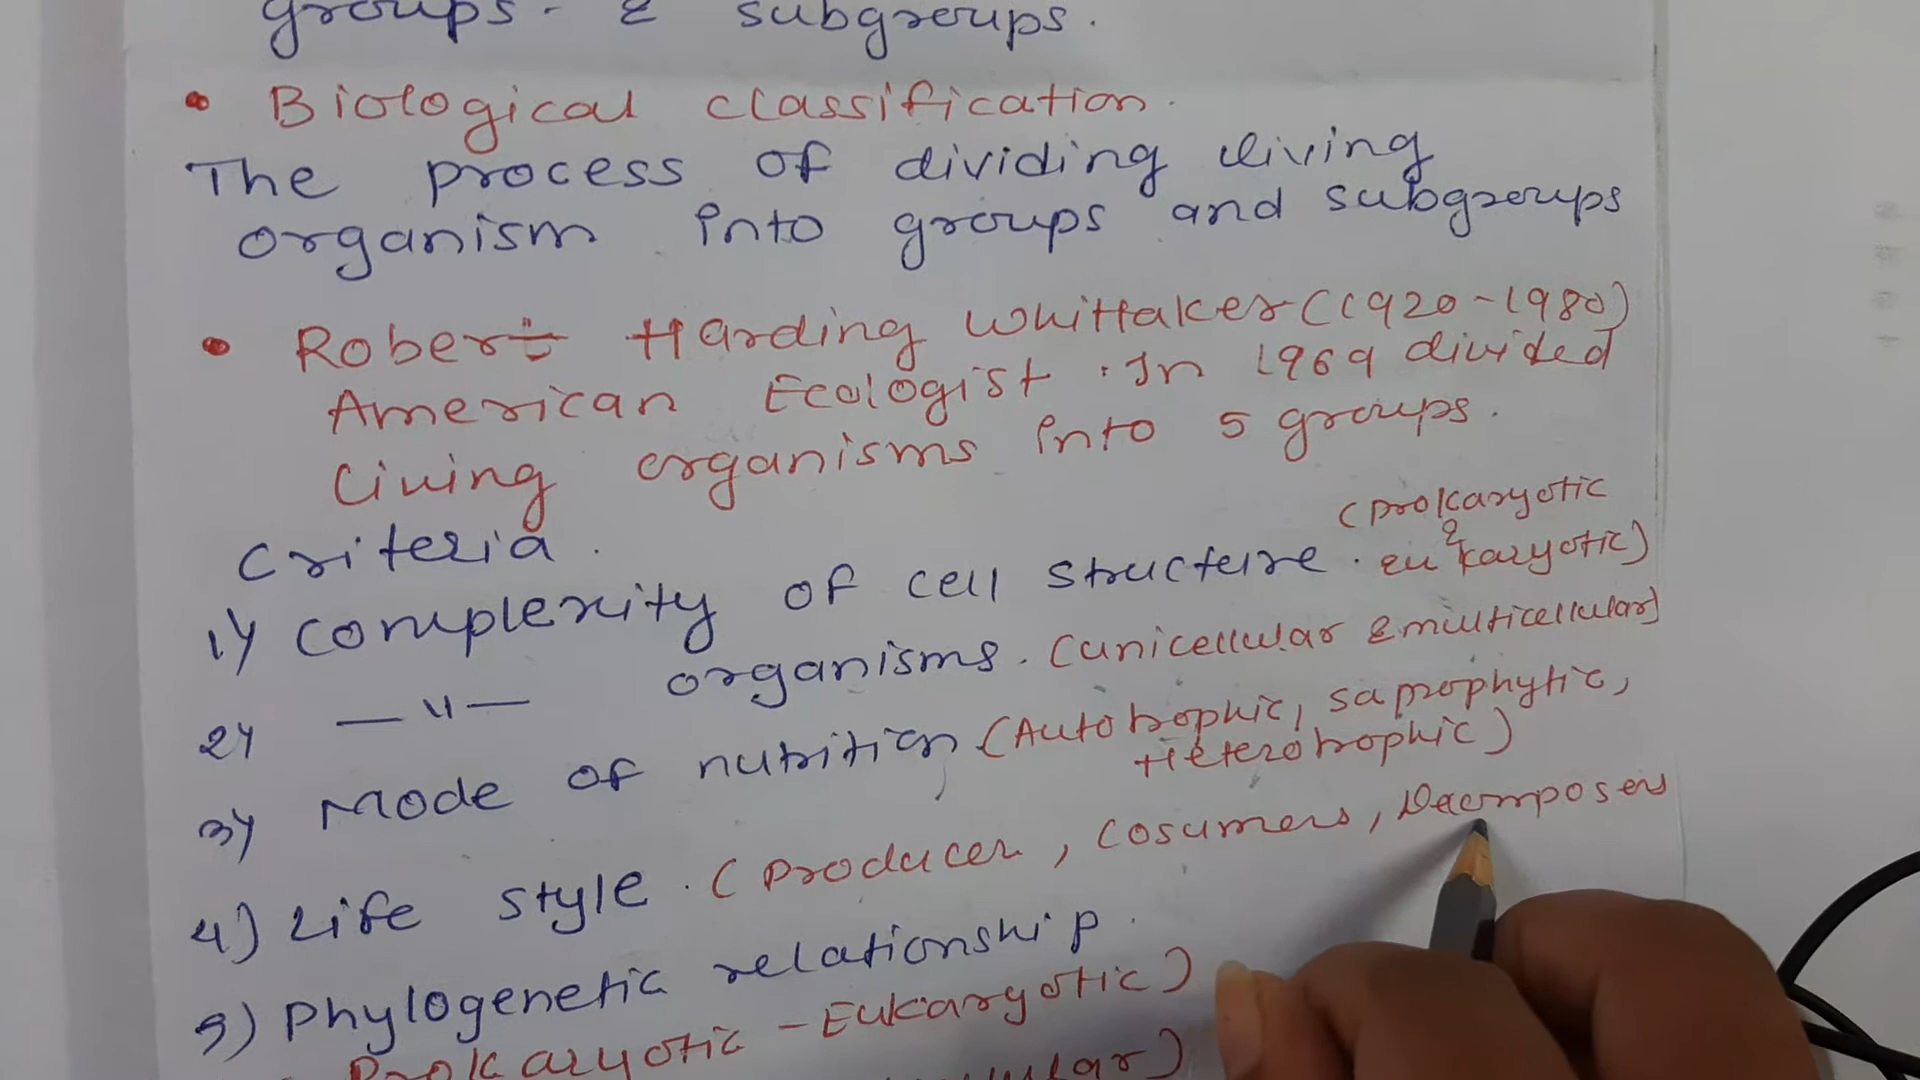 groups. & subgroups.
• Biological classification.
The process of dividing living
organism into groups and subgroups
• Robert Harding Whittaker (1920-1980)
American Ecologist. In 1969 divided
Living organisms into 5 groups.
Criteria.
1) Complexity of cell structure. (prokaryotic & eukaryotic)
2) —"— organisms. (unicellular & multicellular)
3) Mode of nutrition (Autotrophic, saprophytic,
Heterotrophic)
4) Life style. (Producer, Cosumers, Decomposers
5) Phylogenetic relationship.
Prokaryotic - Eukaryotic)